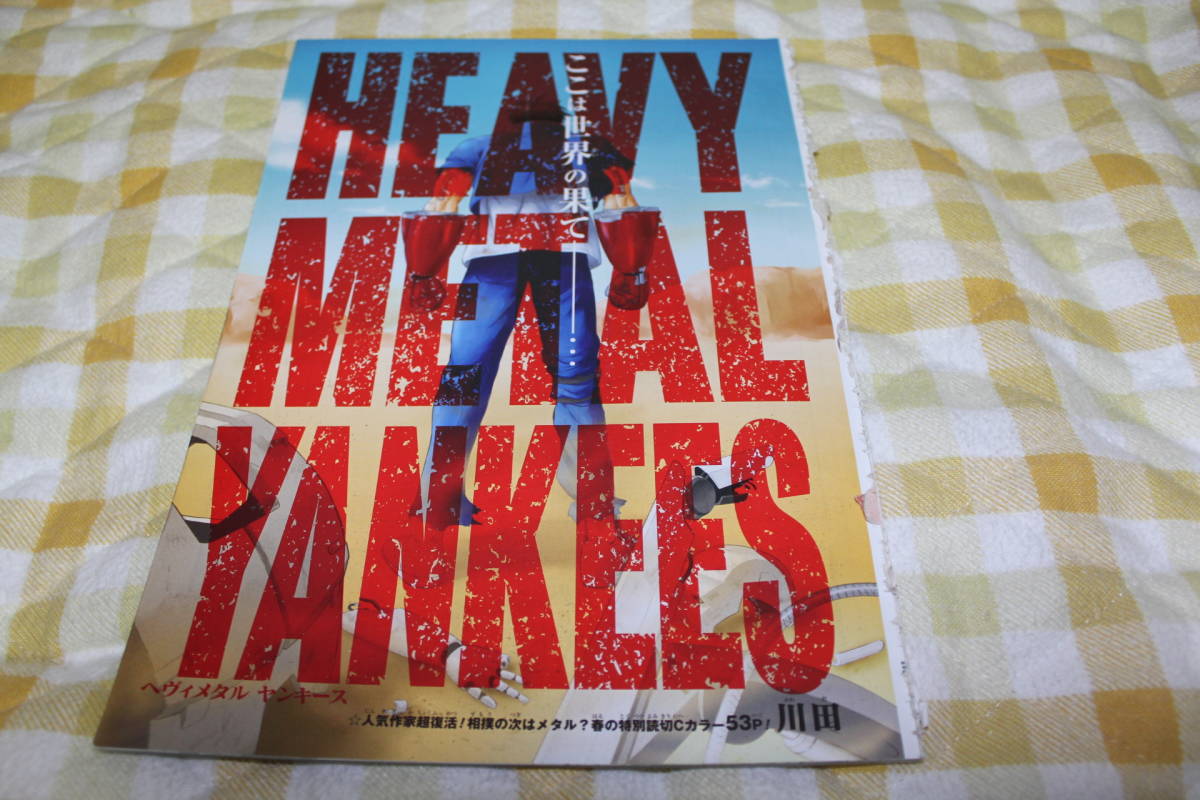 HEAVY
METAL
YANKEES
ここは世界の果て――…
ヘヴィメタル ヤンキース
☆人気作家超復活！相撲の次はメタル？春の特別読切Cカラー53P！
川田